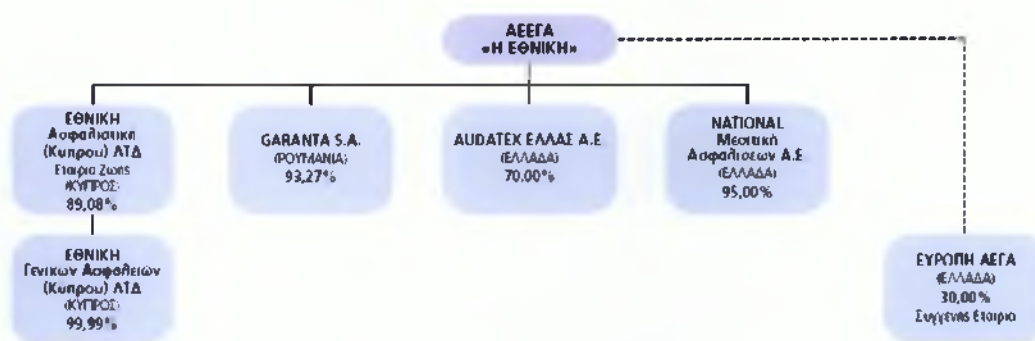 ΑΕΕΓΑ
«Η ΕΘΝΙΚΗ»
ΕΘΝΙΚΗ
Ασφαλιστική
(Κύπρου) ΛΤΔ
Εταιρία Ζωής
(ΚΥΠΡΟΣ)
89,08%
GARANTA S.A.
(ΡΟΥΜΑΝΙΑ)
93,27%
AUDATEX ΕΛΛΑΣ Α.Ε.
(ΕΛΛΑΔΑ)
70.00%
NATIONAL
Μεσιτική
Ασφαλίσεων Α.Ε.
(ΕΛΛΑΔΑ)
95,00%
ΕΘΝΙΚΗ
Γενικών Ασφαλειών
(Κύπρου) ΛΤΔ
(ΚΥΠΡΟΣ)
99,99%
ΕΥΡΩΠΗ ΑΕΓΑ
(ΕΛΛΑΔΑ)
30,00%
Συγγενής Εταιρία